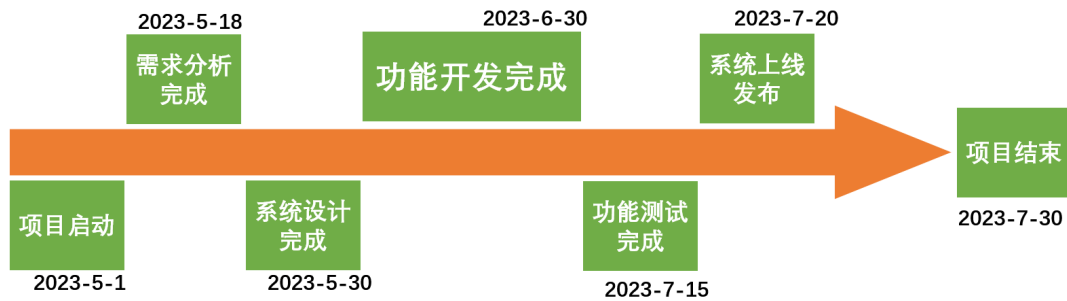 2023-5-18
需求分析
完成
2023-6-30
功能开发完成
2023-7-20
系统上线
发布
项目启动
2023-5-1
系统设计
完成
2023-5-30
功能测试
完成
2023-7-15
项目结束
2023-7-30